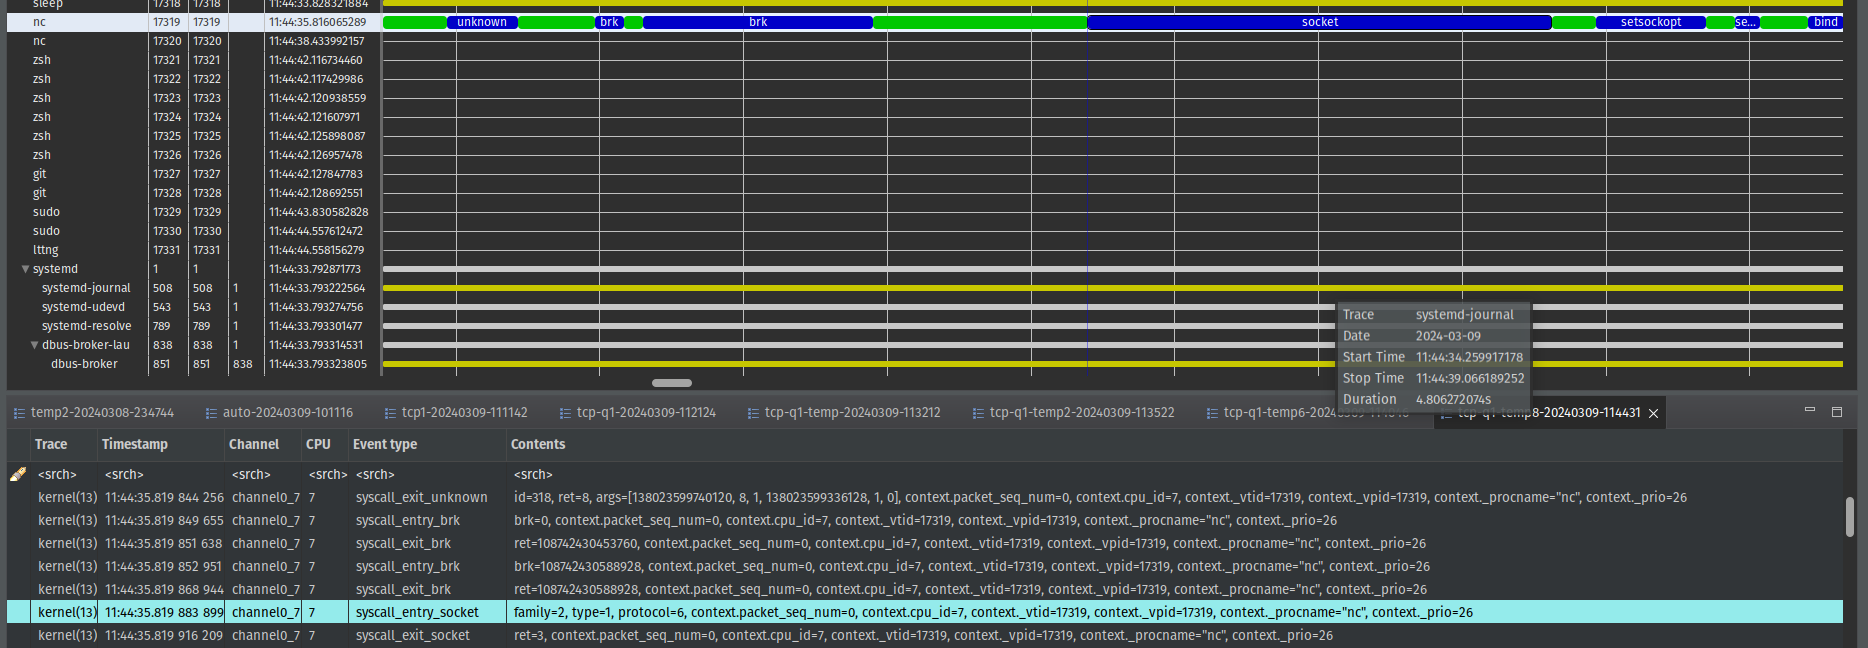 sleep 17318 17318 11:44:33.828321884
nc 17319 17319 11:44:35.816065289 unknown brk brk socket setsockopt se... bind
nc 17320 17320 11:44:38.433992157
zsh 17321 17321 11:44:42.116734460
zsh 17322 17322 11:44:42.117429986
zsh 17323 17323 11:44:42.120938559
zsh 17324 17324 11:44:42.121607971
zsh 17325 17325 11:44:42.125898087
zsh 17326 17326 11:44:42.126957478
git 17327 17327 11:44:42.127847783
git 17328 17328 11:44:42.128692551
sudo 17329 17329 11:44:43.830582828
sudo 17330 17330 11:44:44.557612472
lttng 17331 17331 11:44:44.558156279
systemd 1 1 11:44:33.792871773
systemd-journal 508 508 1 11:44:33.793222564
systemd-udevd 543 543 1 11:44:33.793274756
systemd-resolve 789 789 1 11:44:33.793301477
dbus-broker-lau 838 838 1 11:44:33.793314531
dbus-broker 851 851 838 11:44:33.793323805
Trace systemd-journal
Date 2024-03-09
Start Time 11:44:34.259917178
Stop Time 11:44:39.066189252
Duration 4.806272074s
temp2-20240308-234744 auto-20240309-101116 tcp1-20240309-111142 tcp-q1-20240309-112124 tcp-q1-temp-20240309-113212 tcp-q1-temp2-20240309-113522 tcp-q1-temp6-20240309 tcp-q1-temp8-20240309-114431
Trace Timestamp Channel CPU Event type Contents
<srch> <srch> <srch> <srch> <srch> <srch>
kernel(13) 11:44:35.819 844 256 channel0_7 7 syscall_exit_unknown id=318, ret=8, args=[138023599740120, 8, 1, 138023599336128, 1, 0], context.packet_seq_num=0, context.cpu_id=7, context._vtid=17319, context._vpid=17319, context._procname="nc", context._prio=26
kernel(13) 11:44:35.819 849 655 channel0_7 7 syscall_entry_brk brk=0, context.packet_seq_num=0, context.cpu_id=7, context._vtid=17319, context._vpid=17319, context._procname="nc", context._prio=26
kernel(13) 11:44:35.819 851 638 channel0_7 7 syscall_exit_brk ret=108742430453760, context.packet_seq_num=0, context.cpu_id=7, context._vtid=17319, context._vpid=17319, context._procname="nc", context._prio=26
kernel(13) 11:44:35.819 852 951 channel0_7 7 syscall_entry_brk brk=108742430588928, context.packet_seq_num=0, context.cpu_id=7, context._vtid=17319, context._vpid=17319, context._procname="nc", context._prio=26
kernel(13) 11:44:35.819 868 944 channel0_7 7 syscall_exit_brk ret=108742430588928, context.packet_seq_num=0, context.cpu_id=7, context._vtid=17319, context._vpid=17319, context._procname="nc", context._prio=26
kernel(13) 11:44:35.819 883 899 channel0_7 7 syscall_entry_socket family=2, type=1, protocol=6, context.packet_seq_num=0, context.cpu_id=7, context._vtid=17319, context._vpid=17319, context._procname="nc", context._prio=26
kernel(13) 11:44:35.819 916 209 channel0_7 7 syscall_exit_socket ret=3, context.packet_seq_num=0, context.cpu_id=7, context._vtid=17319, context._vpid=17319, context._procname="nc", context._prio=26